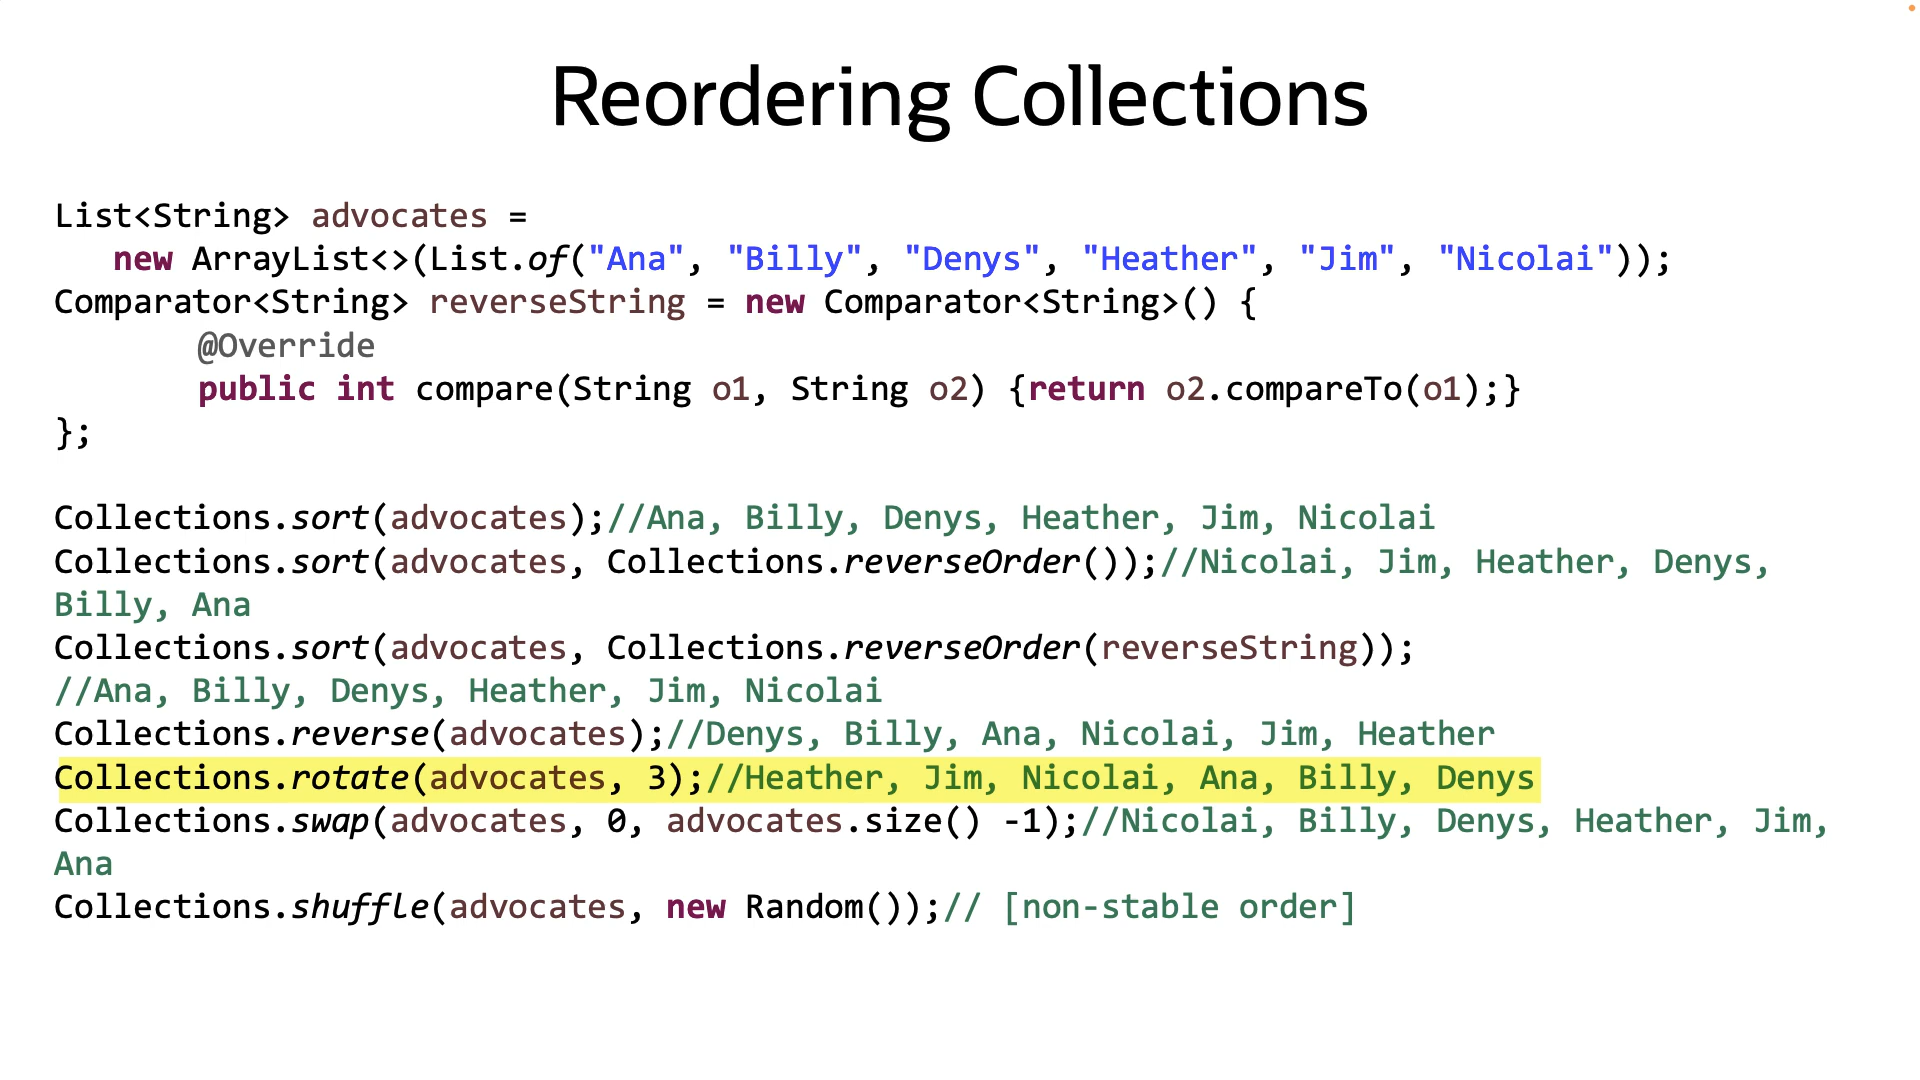 Reordering Collections
List<String> advocates =
new ArrayList<>(List.of("Ana", "Billy", "Denys", "Heather", "Jim", "Nicolai"));
Comparator<String> reverseString = new Comparator<String>() {
@Override
public int compare(String o1, String o2) {return o2.compareTo(o1);}
};
Collections.sort(advocates);//Ana, Billy, Denys, Heather, Jim, Nicolai
Collections.sort(advocates, Collections.reverseOrder());//Nicolai, Jim, Heather, Denys,
Billy, Ana
Collections.sort(advocates, Collections.reverseOrder(reverseString));
//Ana, Billy, Denys, Heather, Jim, Nicolai
Collections.reverse(advocates);//Denys, Billy, Ana, Nicolai, Jim, Heather
Collections.rotate(advocates, 3);//Heather, Jim, Nicolai, Ana, Billy, Denys
Collections.swap(advocates, 0, advocates.size() -1);//Nicolai, Billy, Denys, Heather, Jim,
Ana
Collections.shuffle(advocates, new Random());// [non-stable order]